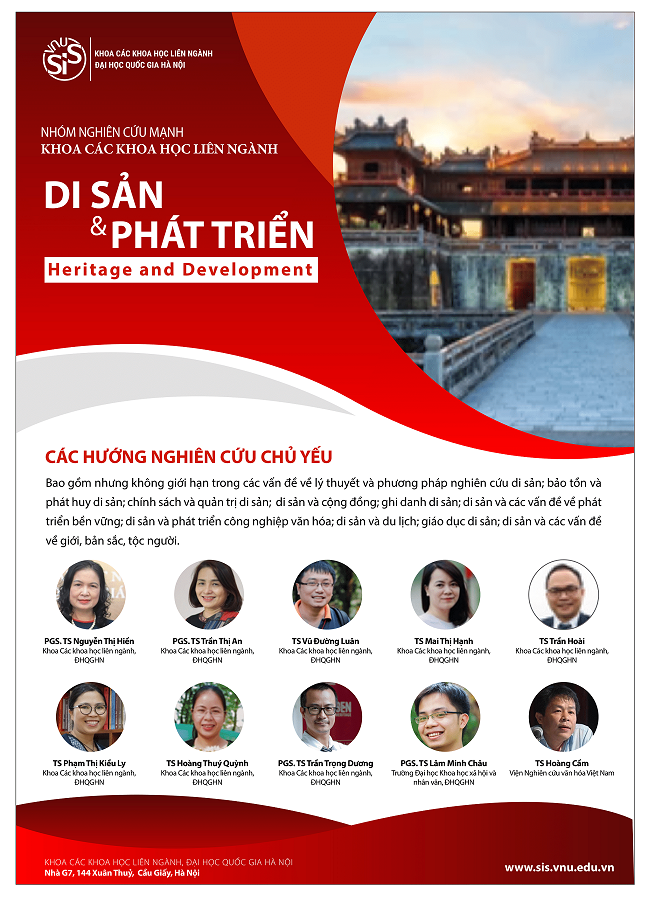 VNU
SIS
KHOA CÁC KHOA HỌC LIÊN NGÀNH
ĐẠI HỌC QUỐC GIA HÀ NỘI
NHÓM NGHIÊN CỨU MẠNH
KHOA CÁC KHOA HỌC LIÊN NGÀNH
DI SẢN
& PHÁT TRIỂN
Heritage and Development
CÁC HƯỚNG NGHIÊN CỨU CHỦ YẾU
Bao gồm nhưng không giới hạn trong các vấn đề về lý thuyết và phương pháp nghiên cứu di sản; bảo tồn và
phát huy di sản; chính sách và quản trị di sản; di sản và cộng đồng; ghi danh di sản; di sản và các vấn đề về phát
triển bền vững; di sản và phát triển công nghiệp văn hóa; di sản và du lịch; giáo dục di sản; di sản và các vấn đề
về giới, bản sắc, tộc người.
PGS. TS Nguyễn Thị Hiền
Khoa Các khoa học liên ngành,
ĐHQGHN
PGS. TS Trần Thị An
Khoa Các khoa học liên ngành,
ĐHQGHN
TS Vũ Đường Luân
Khoa Các khoa học liên ngành,
ĐHQGHN
TS Mai Thị Hạnh
Khoa Các khoa học liên ngành,
ĐHQGHN
TS Trần Hoài
Khoa Các khoa học liên ngành,
ĐHQGHN
TS Phạm Thị Kiều Ly
Khoa Các khoa học liên ngành,
ĐHQGHN
TS Hoàng Thuý Quỳnh
Khoa Các khoa học liên ngành,
ĐHQGHN
PGS. TS Trần Trọng Dương
Khoa Các khoa học liên ngành,
ĐHQGHN
PGS. TS Lâm Minh Châu
Trường Đại học Khoa học xã hội và
nhân văn, ĐHQGHN
TS Hoàng Cầm
Viện Nghiên cứu văn hóa Việt Nam
KHOA CÁC KHOA HỌC LIÊN NGÀNH, ĐẠI HỌC QUỐC GIA HÀ NỘI
Nhà G7, 144 Xuân Thuỷ, Cầu Giấy, Hà Nội
www.sis.vnu.edu.vn